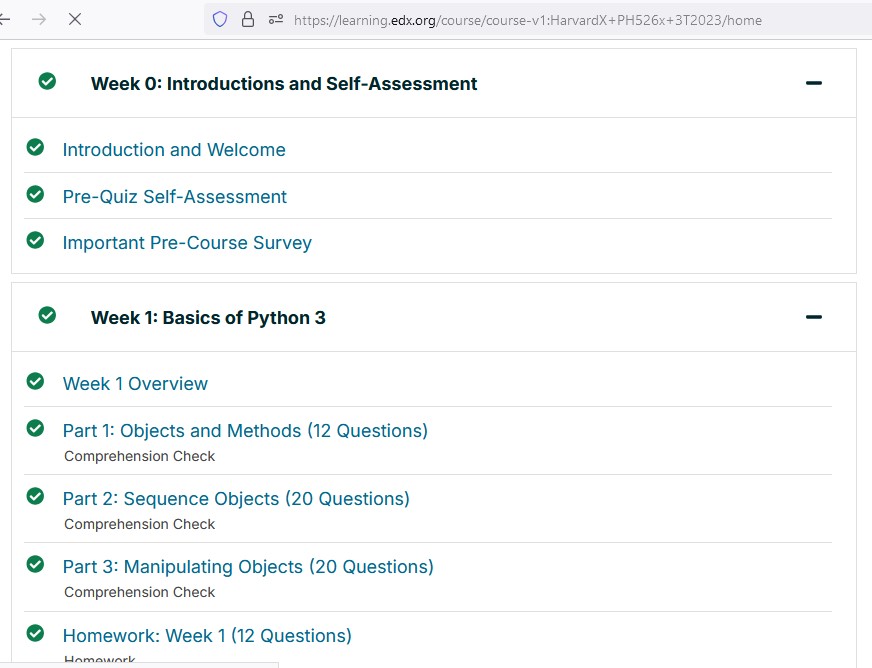 https://learning.edx.org/course/course-v1:HarvardX+PH526x+3T2023/home
Week 0: Introductions and Self-Assessment
Introduction and Welcome
Pre-Quiz Self-Assessment
Important Pre-Course Survey
Week 1: Basics of Python 3
Week 1 Overview
Part 1: Objects and Methods (12 Questions)
Comprehension Check
Part 2: Sequence Objects (20 Questions)
Comprehension Check
Part 3: Manipulating Objects (20 Questions)
Comprehension Check
Homework: Week 1 (12 Questions)
Homework